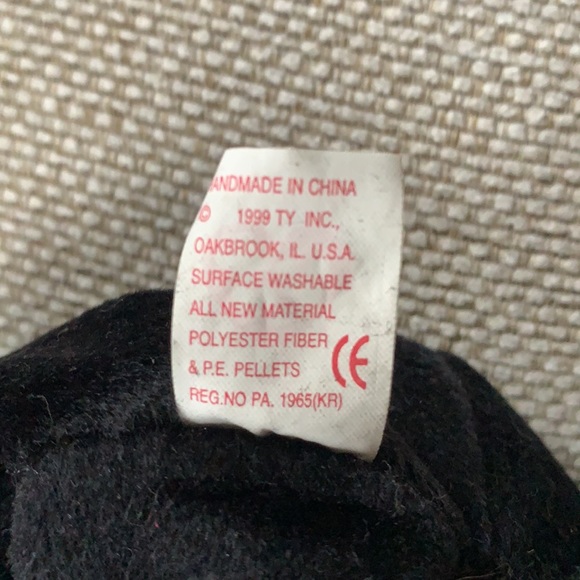 HANDMADE IN CHINA
© 1999 TY INC.,
OAKBROOK, IL. U.S.A.
SURFACE WASHABLE
ALL NEW MATERIAL
POLYESTER FIBER
& P.E. PELLETS CE
REG.NO PA. 1965(KR)